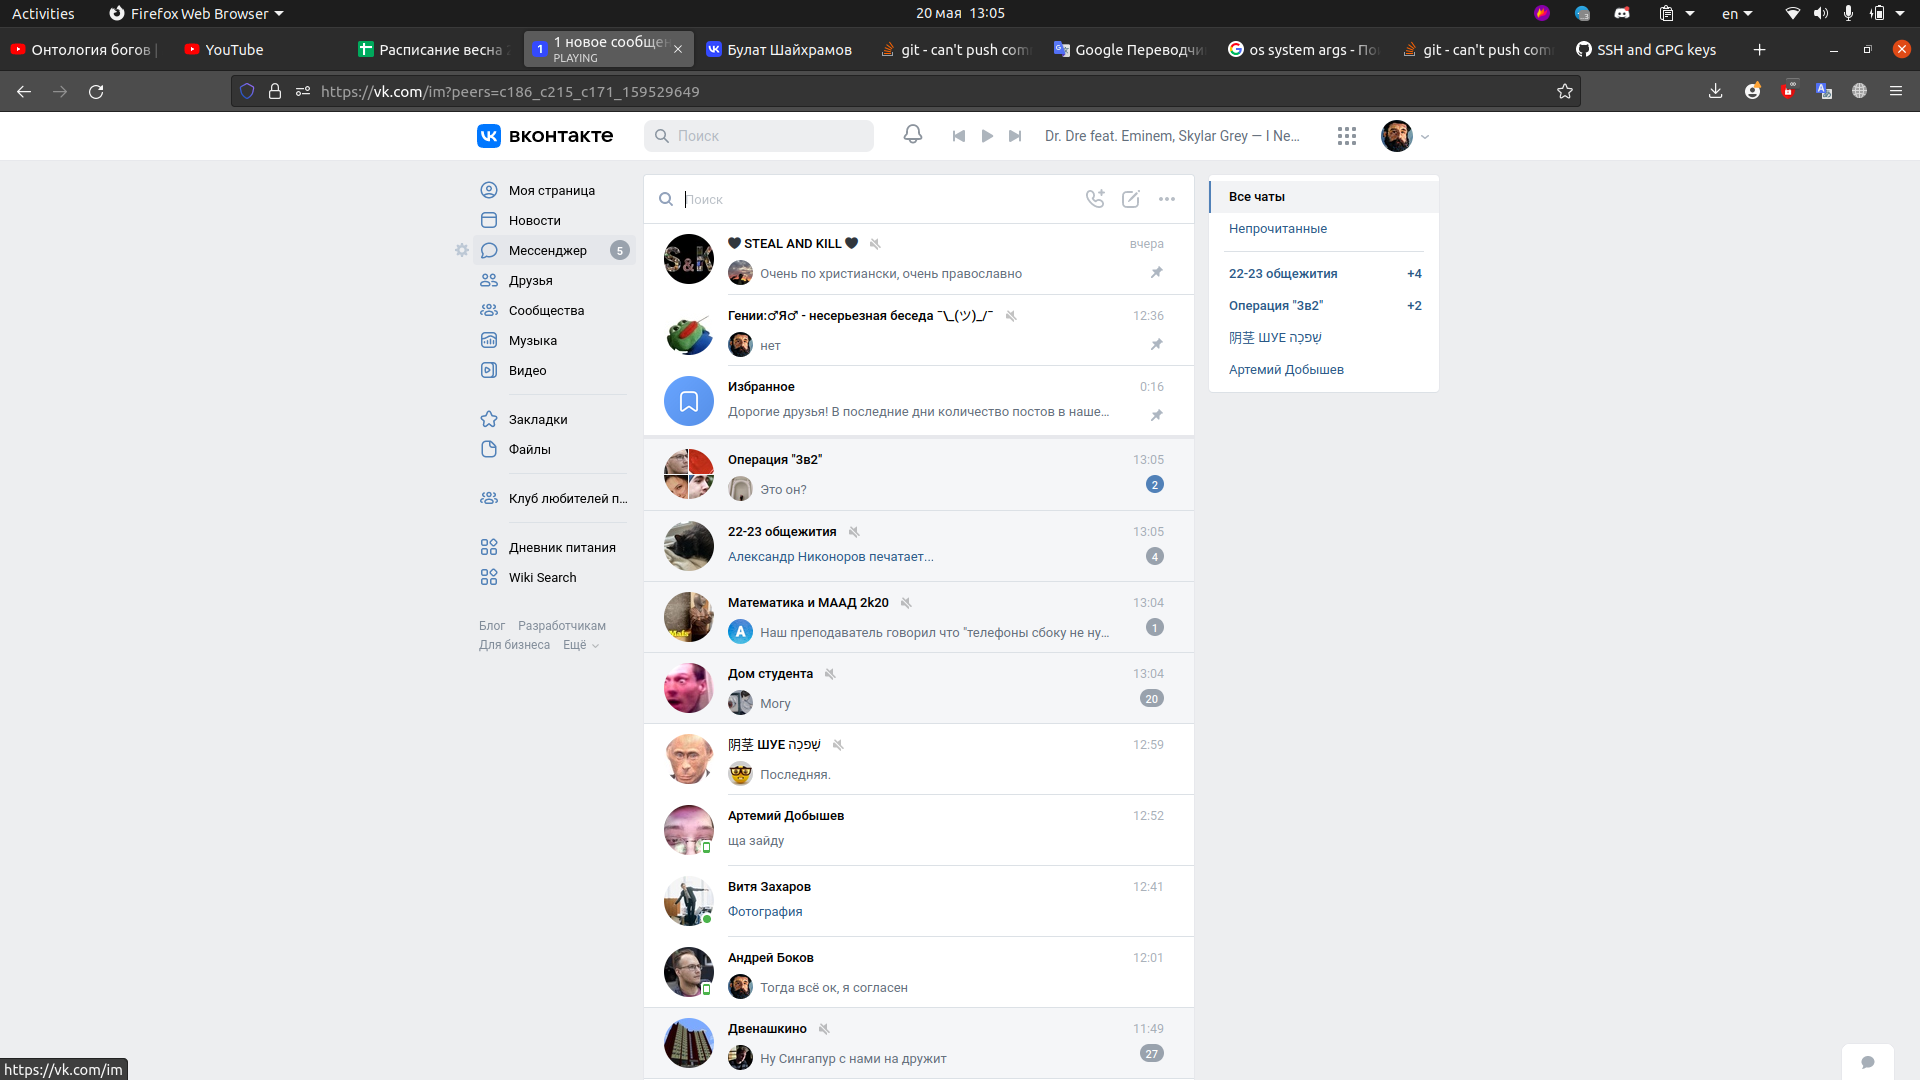 Activities
Firefox Web Browser
20 мая 13:05
en
Онтология богов
YouTube
Расписание весна
1 новое сообщен
PLAYING
Булат Шайхрамов
git - can't push com
Google Переводчи
os system args - По
git - can't push com
SSH and GPG keys
https://vk.com/im?peers=c186_c215_c171_159529649
вконтакте
Поиск
Dr. Dre feat. Eminem, Skylar Grey — I Ne...
Моя страница
Новости
Мессенджер 5
Друзья
Сообщества
Музыка
Видео
Закладки
Файлы
Клуб любителей п...
Дневник питания
Wiki Search
Блог Разработчикам
Для бизнеса Ещё
Поиск
🖤 STEAL AND KILL 🖤 вчера
Очень по христиански, очень православно
Гении:♂Я♂ - несерьезная беседа ¯\_(ツ)_/¯ 12:36
нет
Избранное 0:16
Дорогие друзья! В последние дни количество постов в наше...
Операция "Зв2" 13:05
Это он? 2
22-23 общежития 13:05
Александр Никоноров печатает... 4
Математика и МААД 2k20 13:04
Наш преподаватель говорил что "телефоны сбоку не ну... 1
Дом студента 13:04
Могу 20
阴茎 ШУЕ שָׁפכָה 12:59
Последняя.
Артемий Добышев 12:52
ща зайду
Витя Захаров 12:41
Фотография
Андрей Боков 12:01
Тогда всё ок, я согласен
Двенашкино 11:49
Ну Сингапур с нами на дружит 27
Все чаты
Непрочитанные
22-23 общежития +4
Операция "Зв2" +2
阴茎 ШУЕ שָׁפכָה
Артемий Добышев
https://vk.com/im